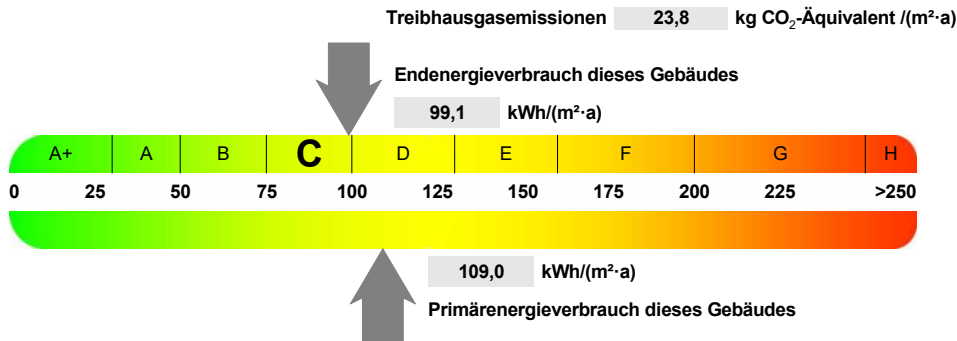 Treibhausgasemissionen 23,8 kg CO₂-Äquivalent /(m²·a)
Endenergieverbrauch dieses Gebäudes
99,1 kWh/(m²·a)
A+ A B C D E F G H
0 25 50 75 100 125 150 175 200 225 >250
109,0 kWh/(m²·a)
Primärenergieverbrauch dieses Gebäudes